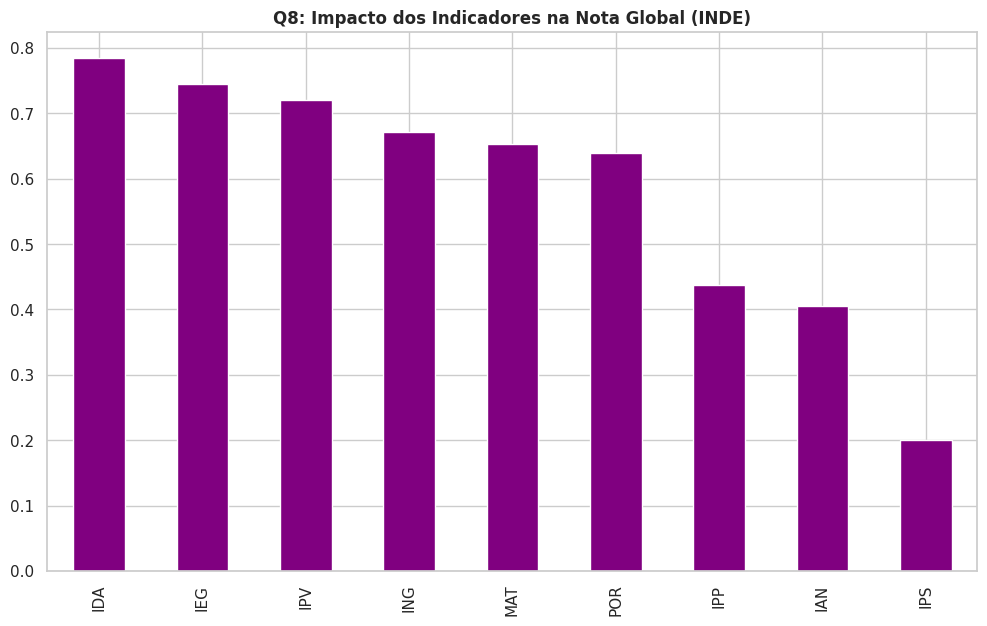 Q8: Impacto dos Indicadores na Nota Global (INDE)
0.8
0.7
0.6
0.5
0.4
0.3
0.2
0.1
0.0
IDA
IEG
IPV
ING
MAT
POR
IPP
IAN
IPS